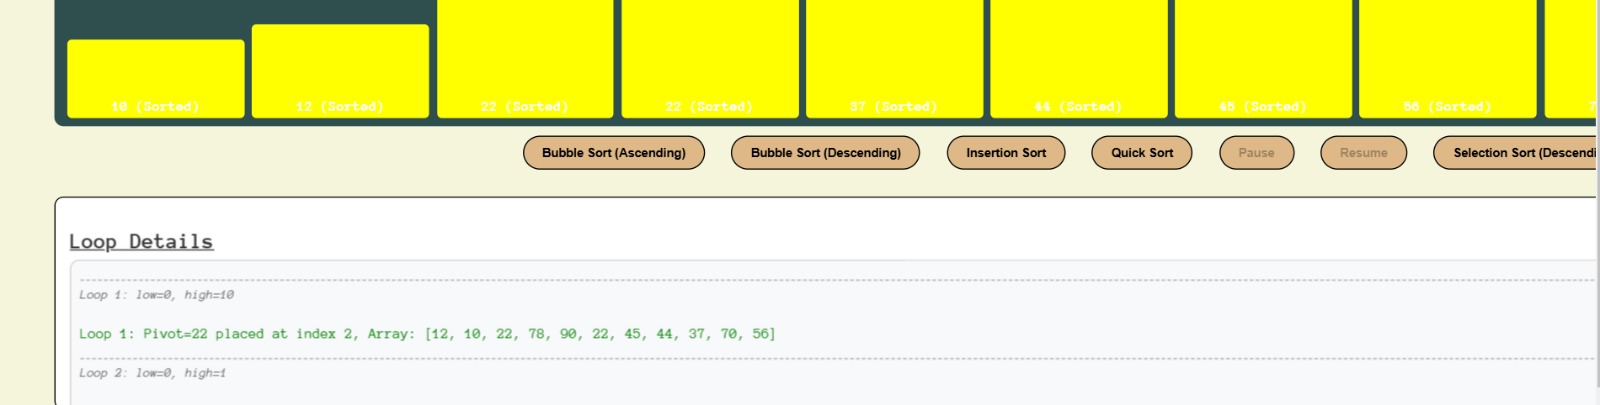 10 (Sorted) 12 (Sorted) 22 (Sorted) 22 (Sorted) 37 (Sorted) 44 (Sorted) 45 (Sorted) 56 (Sorted) 7
Bubble Sort (Ascending) Bubble Sort (Descending) Insertion Sort Quick Sort Pause Resume Selection Sort (Descendi
Loop Details
Loop 1: low=0, high=10
Loop 1: Pivot=22 placed at index 2, Array: [12, 10, 22, 78, 90, 22, 45, 44, 37, 70, 56]
Loop 2: low=0, high=1